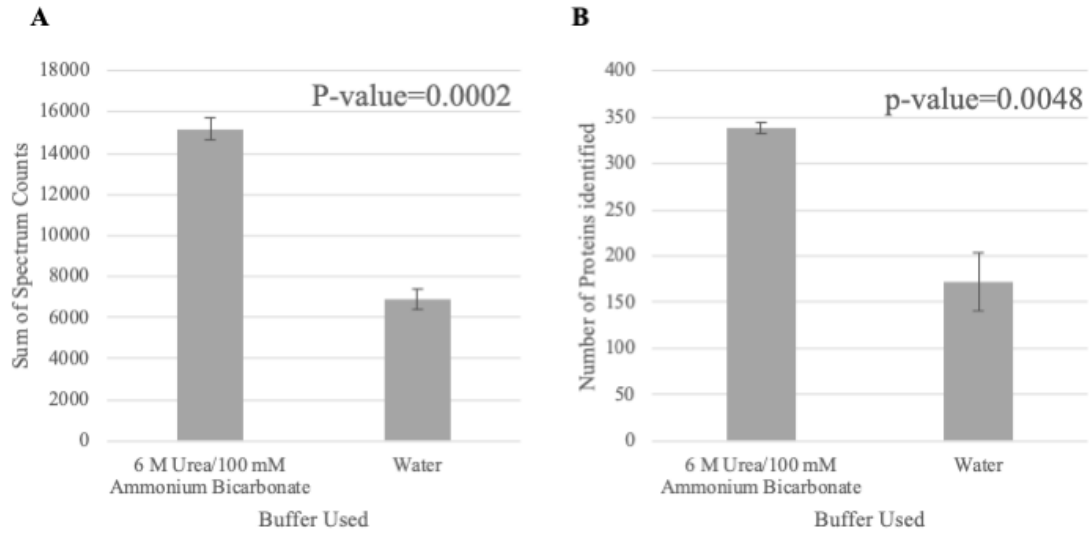 A
18000
16000
14000
12000
10000
8000
6000
4000
2000
0
Sum of Spectrum Counts
P-value=0.0002
6 M Urea/100 mM
Ammonium Bicarbonate
Water
Buffer Used
B
400
350
300
250
200
150
100
50
0
Number of Proteins identified
p-value=0.0048
6 M Urea/100 mM
Ammonium Bicarbonate
Water
Buffer Used